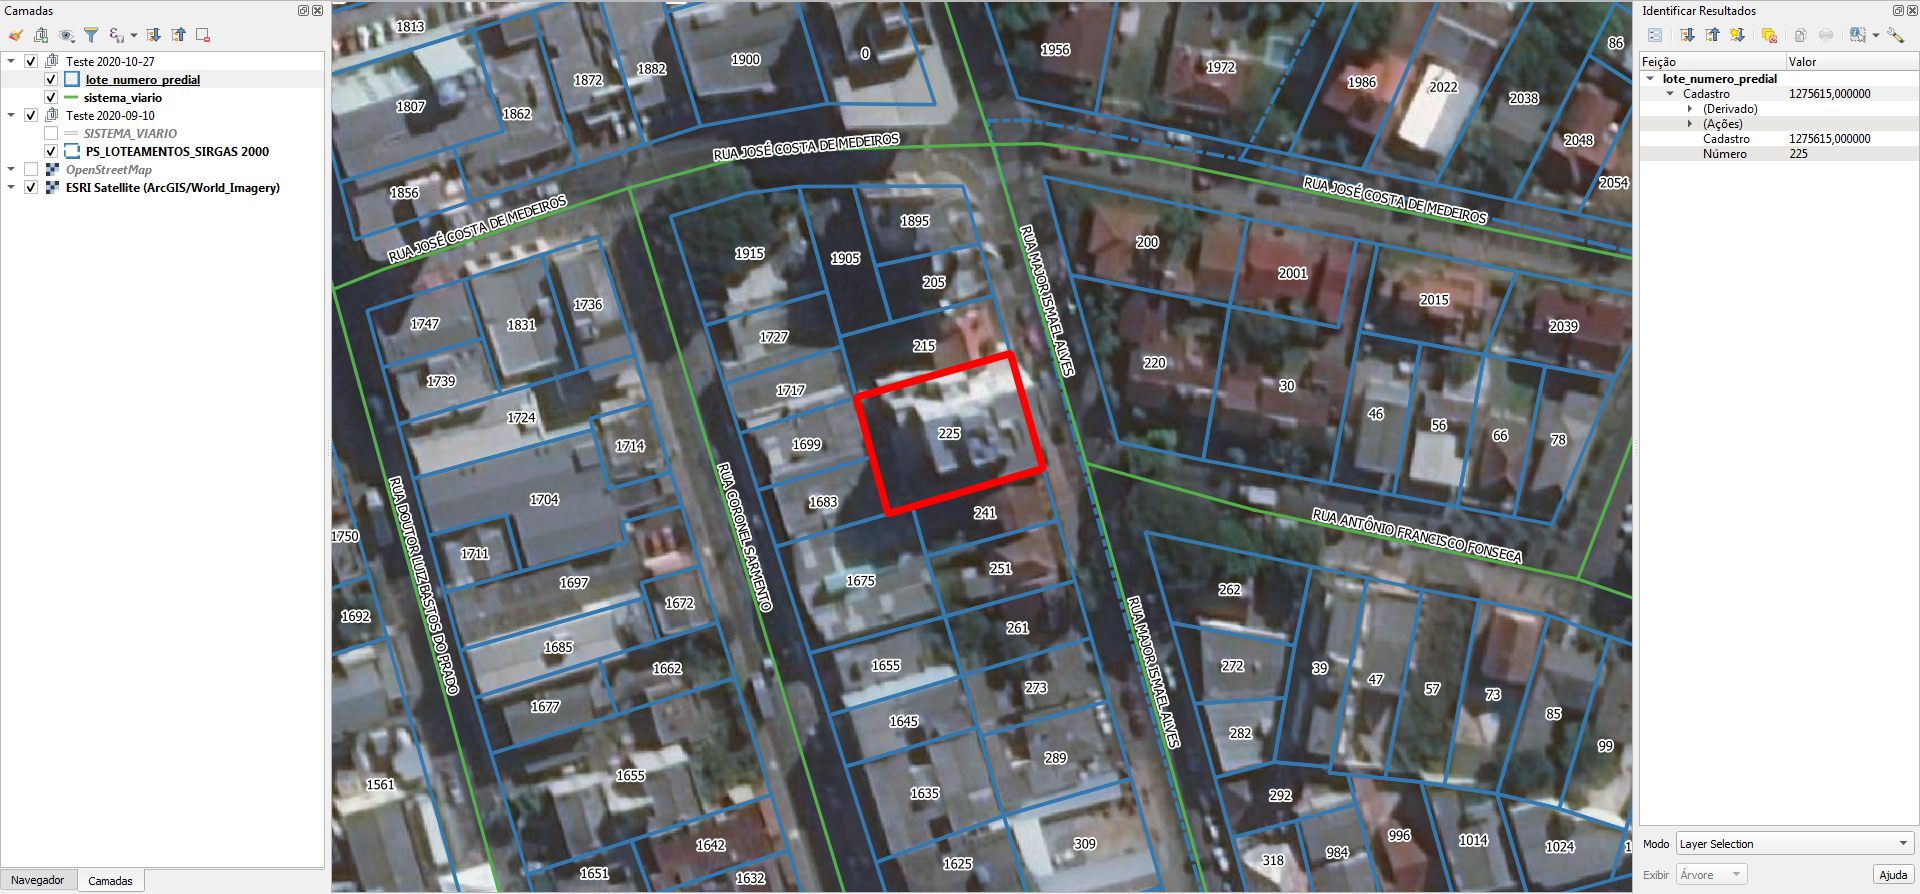 Camadas
Teste 2020-10-27
lote_numero_predial
sistema_viario
Teste 2020-09-10
SISTEMA_VIARIO
PS_LOTEAMENTOS_SIRGAS 2000
OpenStreetMap
ESRI Satellite (ArcGIS/World_Imagery)
Navegador
Camadas
1813
1807
1862
1872
1882
1900
0
1956
1972
1986
2022
2038
86
2048
2054
1856
RUA JOSÉ COSTA DE MEDEIROS
RUA JOSÉ COSTA DE MEDEIROS
RUA JOSÉ COSTA DE MEDEIROS
1915
1905
1895
205
200
2001
2015
2039
1747
1831
1736
1727
215
RUA MAJOR ISMAEL ALVES
220
30
1739
1724
1714
1717
1699
225
46
56
66
78
1704
1683
241
RUA ANTÔNIO FRANCISCO FONSECA
1750
RUA DOUTOR LUIZ BASTOS DO PRADO
1711
RUA CORONEL SARMENTO
1697
1672
1675
251
262
1692
1685
1662
261
RUA MAJOR ISMAEL ALVES
1655
272
39
47
57
73
85
99
1677
273
1645
282
1561
1655
289
1635
292
1642
309
996
1014
1024
1
1651
1632
1625
318
984
Identificar Resultados
Feição Valor
lote_numero_predial
Cadastro 1275615,000000
(Derivado)
(Ações)
Cadastro 1275615,000000
Número 225
Modo Layer Selection
Exibir Árvore Ajuda